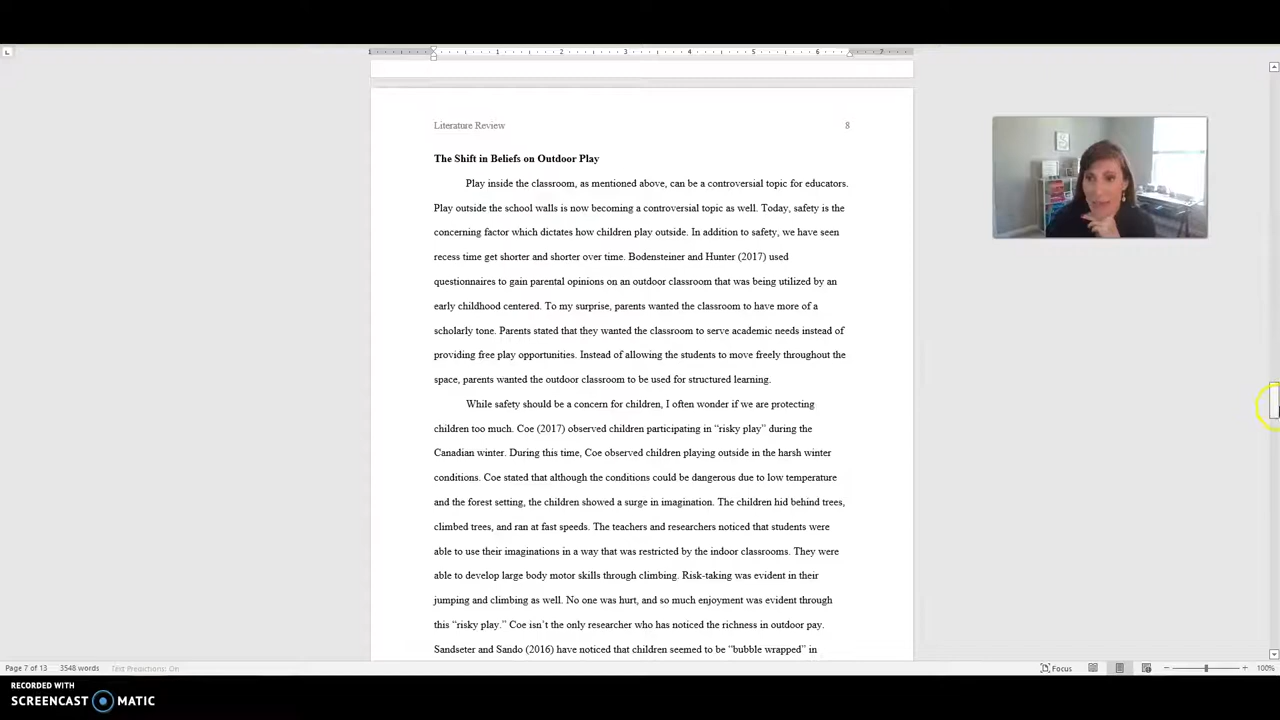 1 1 2 3 4 5 6 7
Literature Review 8
The Shift in Beliefs on Outdoor Play
Play inside the classroom, as mentioned above, can be a controversial topic for educators.
Play outside the school walls is now becoming a controversial topic as well. Today, safety is the
concerning factor which dictates how children play outside. In addition to safety, we have seen
recess time get shorter and shorter over time. Bodensteiner and Hunter (2017) used
questionnaires to gain parental opinions on an outdoor classroom that was being utilized by an
early childhood centered. To my surprise, parents wanted the classroom to have more of a
scholarly tone. Parents stated that they wanted the classroom to serve academic needs instead of
providing free play opportunities. Instead of allowing the students to move freely throughout the
space, parents wanted the outdoor classroom to be used for structured learning.
While safety should be a concern for children, I often wonder if we are protecting
children too much. Coe (2017) observed children participating in “risky play” during the
Canadian winter. During this time, Coe observed children playing outside in the harsh winter
conditions. Coe stated that although the conditions could be dangerous due to low temperature
and the forest setting, the children showed a surge in imagination. The children hid behind trees,
climbed trees, and ran at fast speeds. The teachers and researchers noticed that students were
able to use their imaginations in a way that was restricted by the indoor classrooms. They were
able to develop large body motor skills through climbing. Risk-taking was evident in their
jumping and climbing as well. No one was hurt, and so much enjoyment was evident through
this “risky play.” Coe isn’t the only researcher who has noticed the richness in outdoor pay.
Sandseter and Sando (2016) have noticed that children seemed to be “bubble wrapped” in
Page 7 of 13 3548 words Text Predictions: On Focus 100%
RECORDED WITH
SCREENCAST MATIC